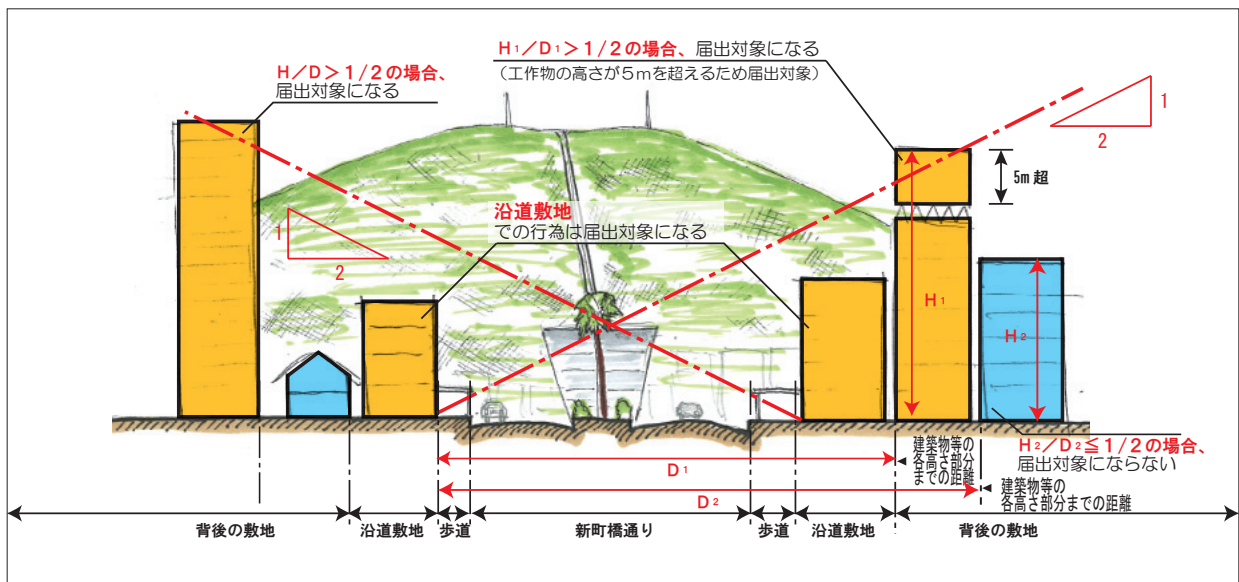 H₁／D₁＞1／2の場合、届出対象になる
（工作物の高さが5mを超えるため届出対象）
H／D＞1／2の場合、
届出対象になる
1
2
5m超
沿道敷地
での行為は届出対象になる
1
2
H₁
H₂
H₂／D₂≦1／2の場合、
届出対象にならない
建築物等の
各高さ部分
までの距離
D₁
建築物等の
各高さ部分までの距離
D₂
背後の敷地
沿道敷地
歩道
新町橋通り
歩道
沿道敷地
背後の敷地